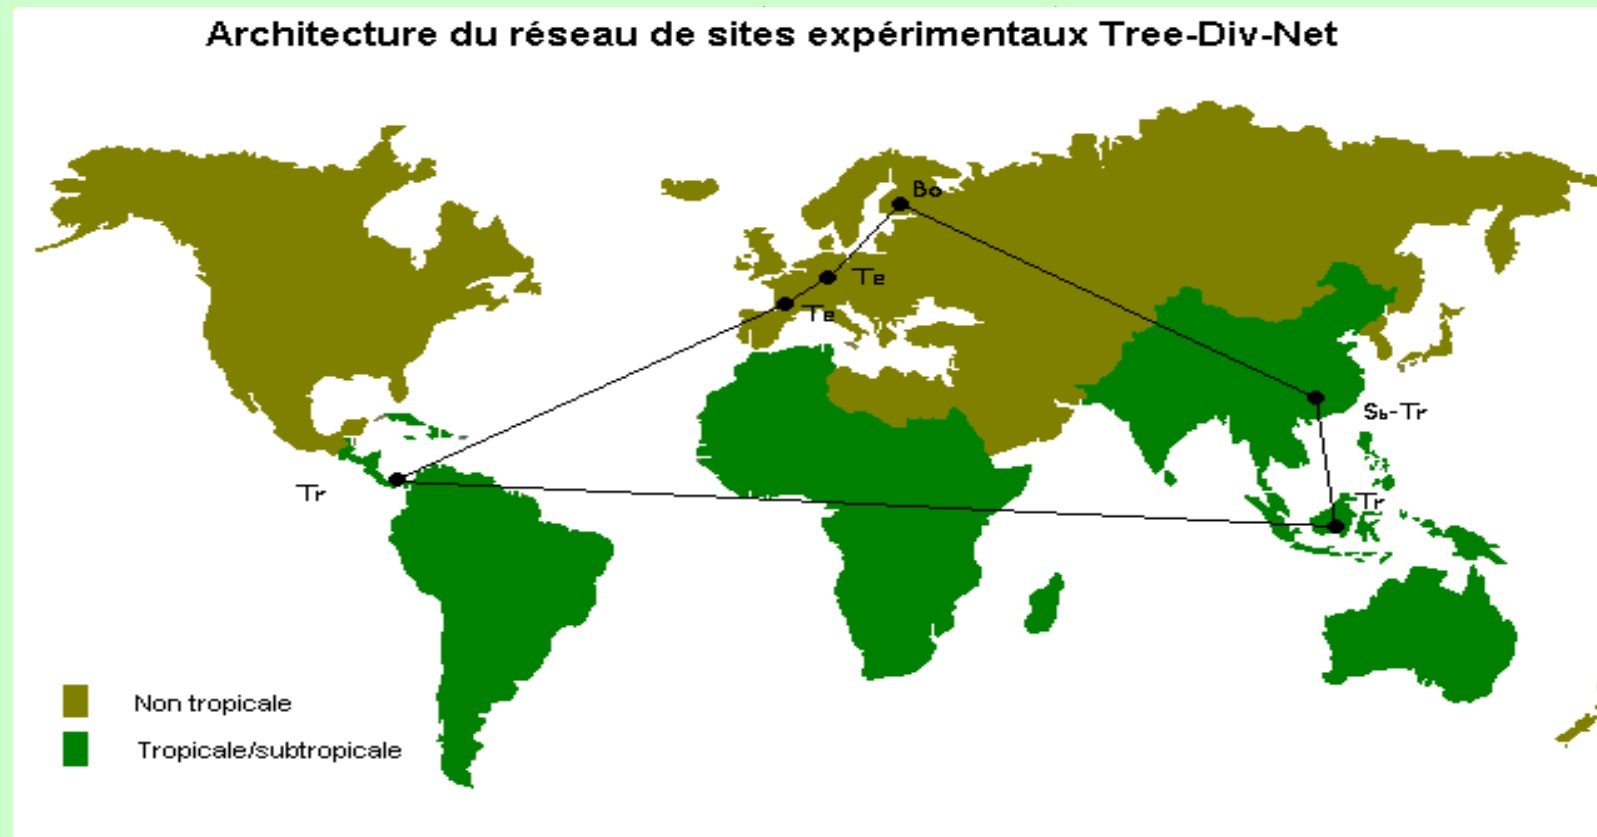 Architecture du réseau de sites expérimentaux Tree-Div-Net
Bo
Te
Te
Sb-Tr
Tr
Tr
Non tropicale
Tropicale/subtropicale